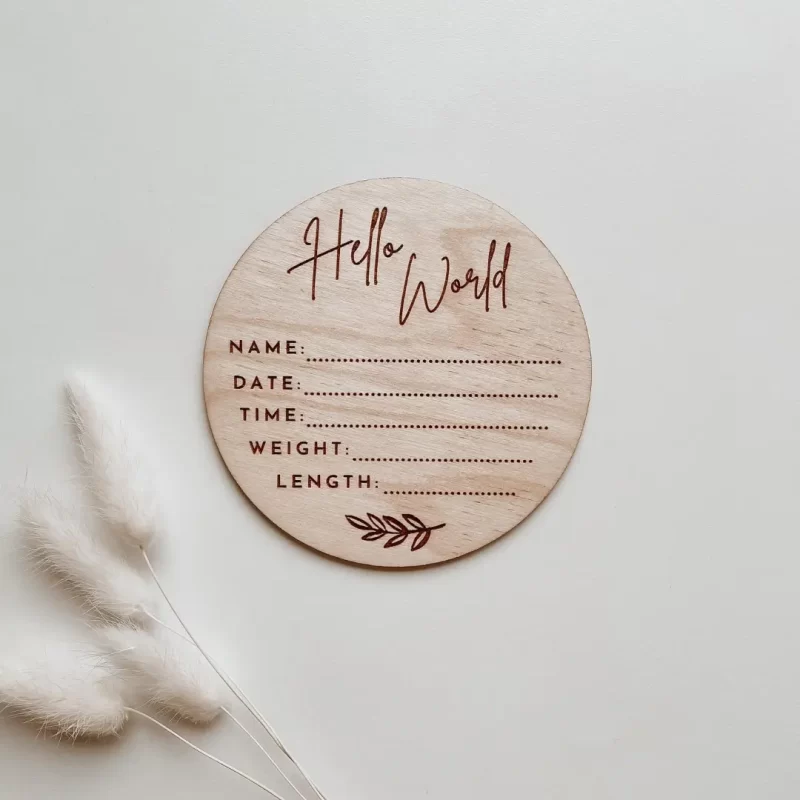 Hello
World
NAME:
DATE:
TIME:
WEIGHT:
LENGTH: